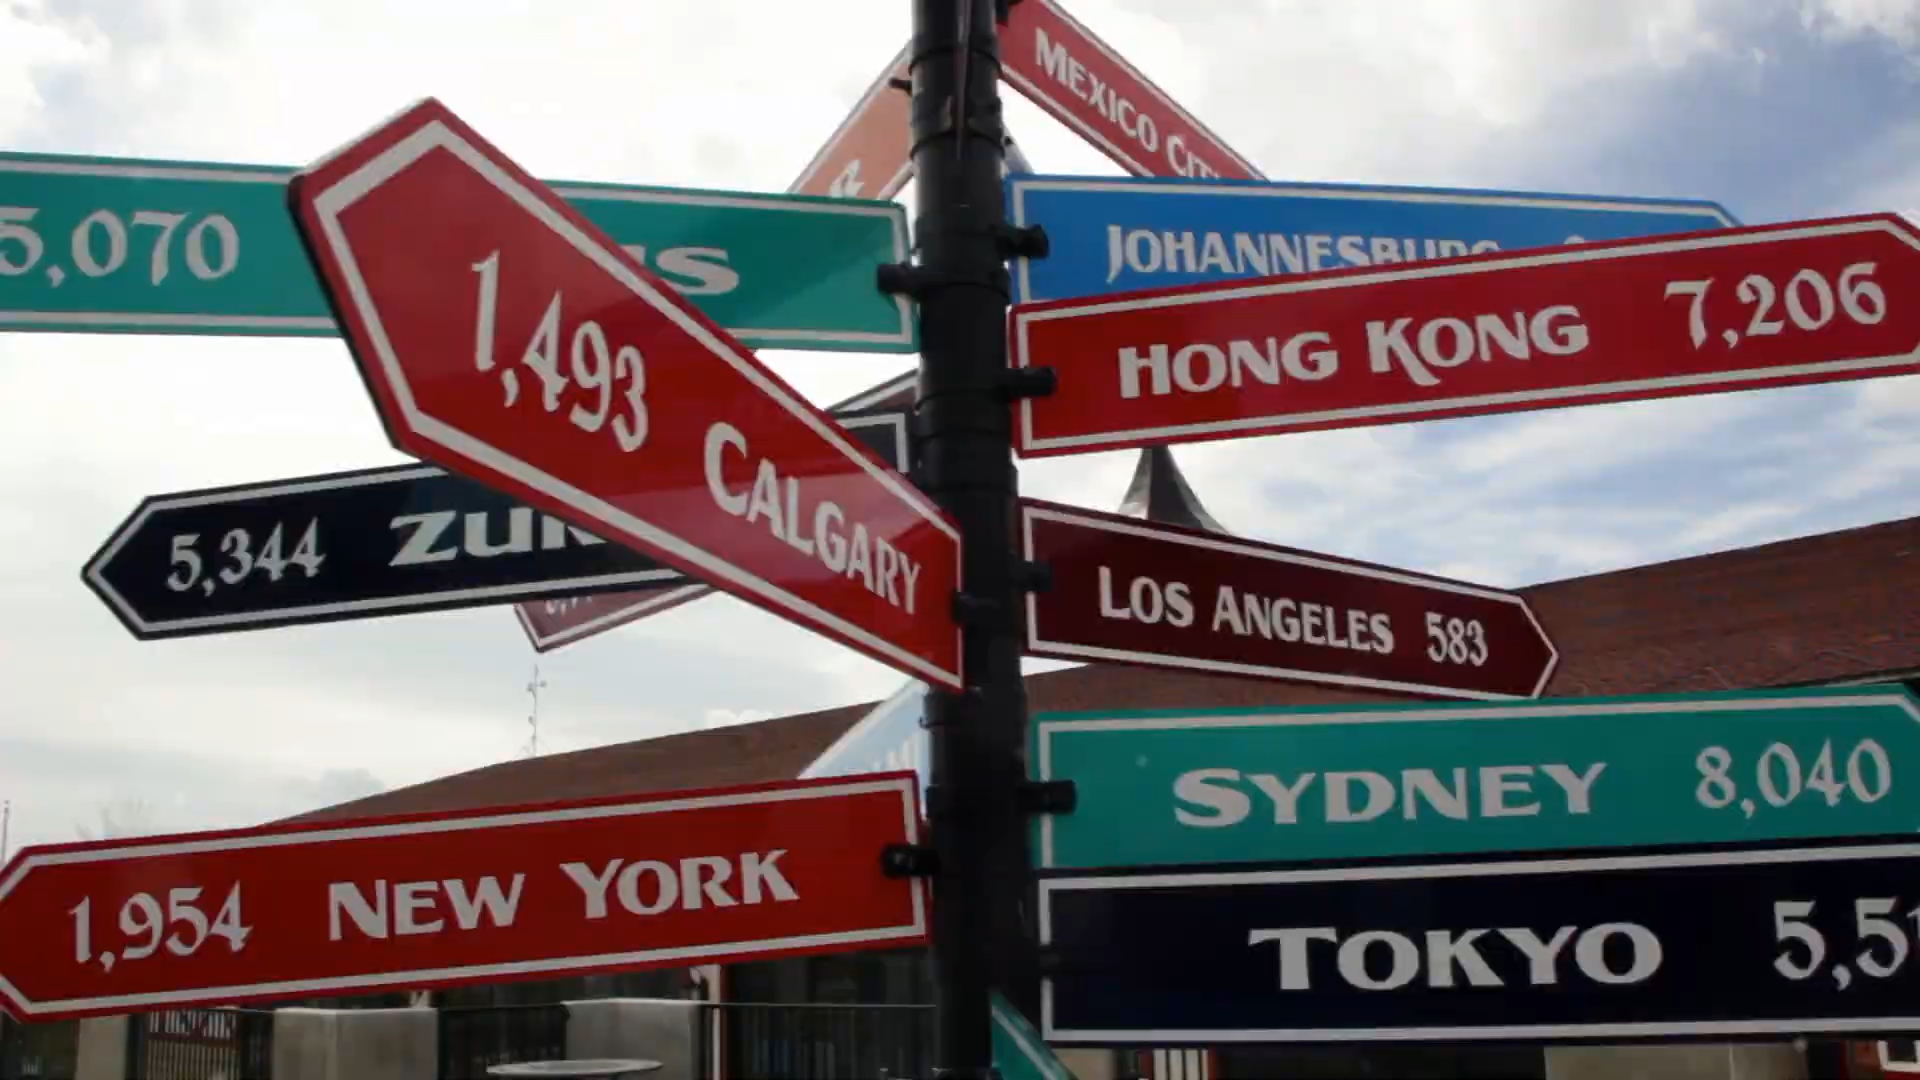 MEXICO
5,070
JOHANNESBURG
1,493 CALGARY
HONG KONG 7,206
5,344
LOS ANGELES 583
SYDNEY 8,040
1,954 NEW YORK
TOKYO